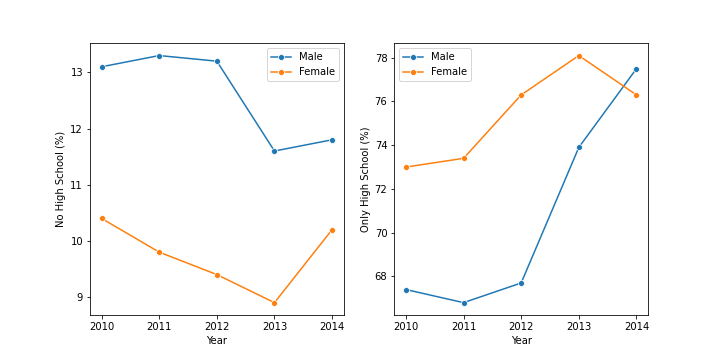 No High School (%)
13
12
11
10
9
Male
Female
2010 2011 2012 2013 2014
Year
Only High School (%)
78
76
74
72
70
68
Male
Female
2010 2011 2012 2013 2014
Year